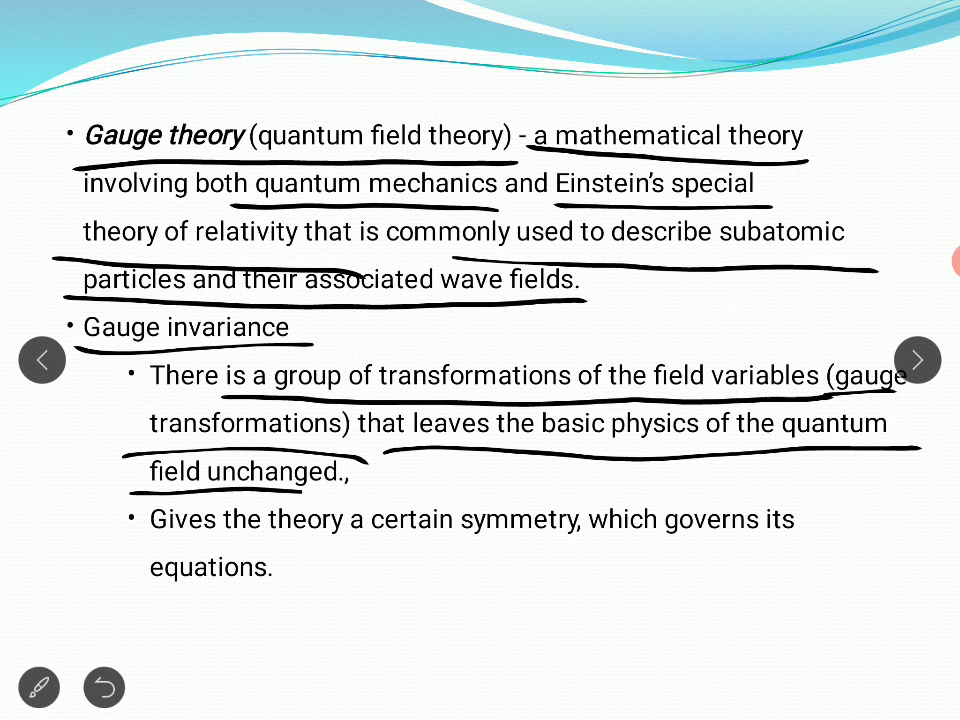 • Gauge theory (quantum field theory) - a mathematical theory
involving both quantum mechanics and Einstein's special
theory of relativity that is commonly used to describe subatomic
particles and their associated wave fields.
• Gauge invariance
• There is a group of transformations of the field variables (gauge
transformations) that leaves the basic physics of the quantum
field unchanged.,
• Gives the theory a certain symmetry, which governs its
equations.